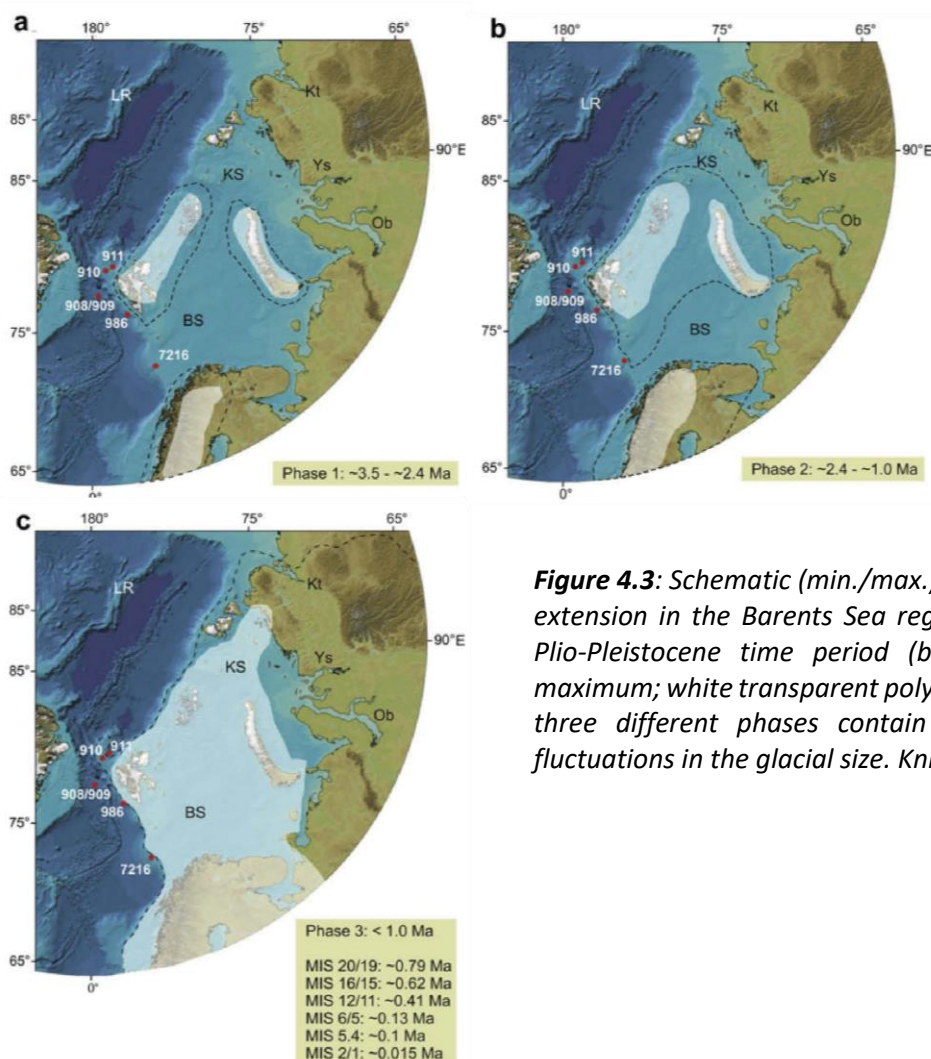 a
180°
75°
65°
LR
Kt
85°
90°E
Ys
KS
85°
Ob
911
910
908/909
986
BS
75°
7216
65°
Phase 1: ~3.5 - ~2.4 Ma
0°
b
180°
75°
65°
LR
Kt
85°
90°E
KS
Ys
85°
Ob
911
910
908/909
986
BS
75°
7216
65°
Phase 2: ~2.4 - ~1.0 Ma
0°
c
180°
75°
65°
LR
Kt
85°
90°E
KS
Ys
85°
Ob
911
910
908/909
986
BS
75°
7216
65°
0°
Phase 3: < 1.0 Ma
MIS 20/19: ~0.79 Ma
MIS 16/15: ~0.62 Ma
MIS 12/11: ~0.41 Ma
MIS 6/5: ~0.13 Ma
MIS 5.4: ~0.1 Ma
MIS 2/1: ~0.015 Ma
Figure 4.3: Schematic (min./max.
extension in the Barents Sea reg
Plio-Pleistocene time period (b
maximum; white transparent poly
three different phases contain
fluctuations in the glacial size. Kni